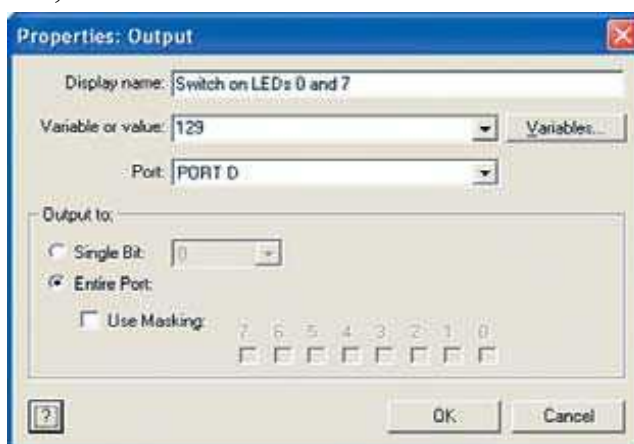 Properties: Output
Display name: Switch on LEDs 0 and 7
Variable or value: 129 Variables...
Port: PORT D
Output to:
Single Bit: 0
Entire Port:
Use Masking: 7 6 5 4 3 2 1 0
? OK Cancel